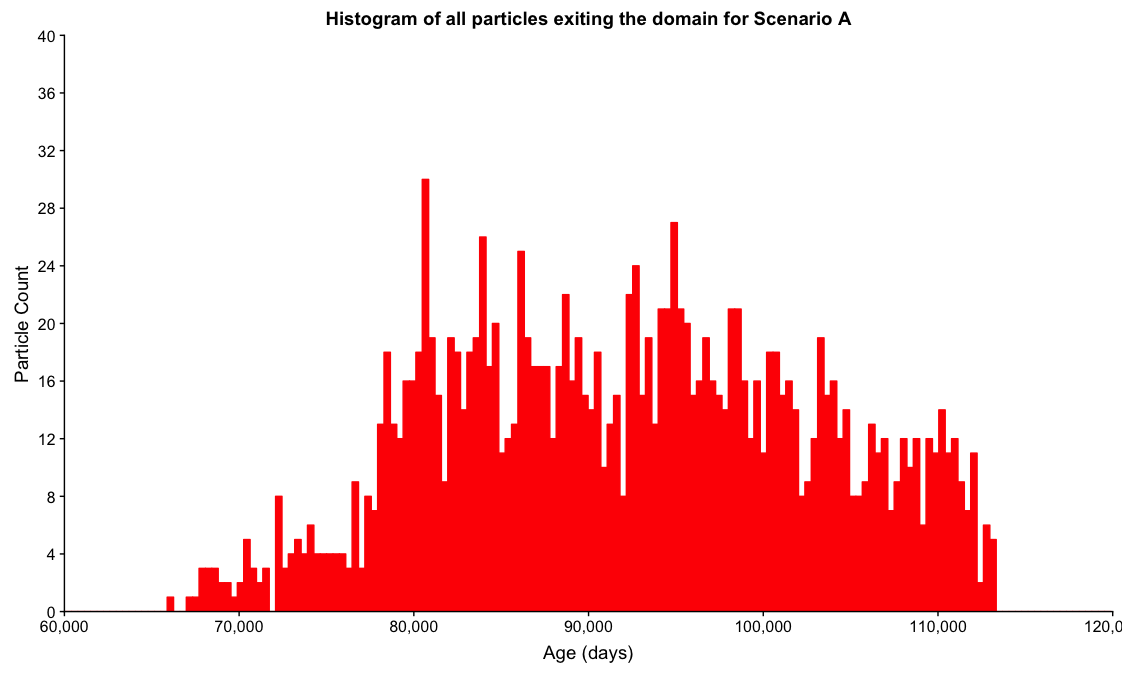 Histogram of all particles exiting the domain for Scenario A
40
36
32
28
24
20
16
12
8
4
0
Particle Count
60,000 70,000 80,000 90,000 100,000 110,000 120,0
Age (days)